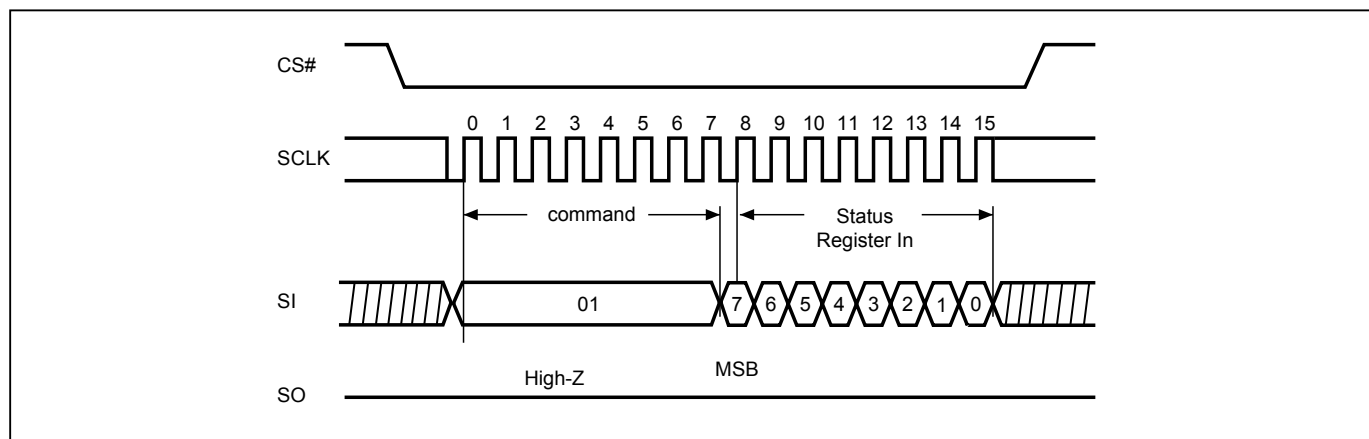 CS#
0 1 2 3 4 5 6 7 8 9 10 11 12 13 14 15
SCLK
command
Status
Register In
SI
01
7 6 5 4 3 2 1 0
MSB
High-Z
SO